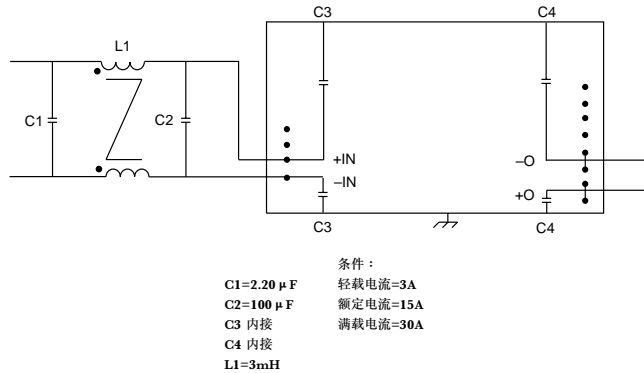 C3
C4
L1
C1
C2
+IN
–IN
–O
+O
C3
C4
条件：
C1=2.20 μ F
轻载电流=3A
C2=100 μ F
额定电流=15A
C3 内接
满载电流=30A
C4 内接
L1=3mH